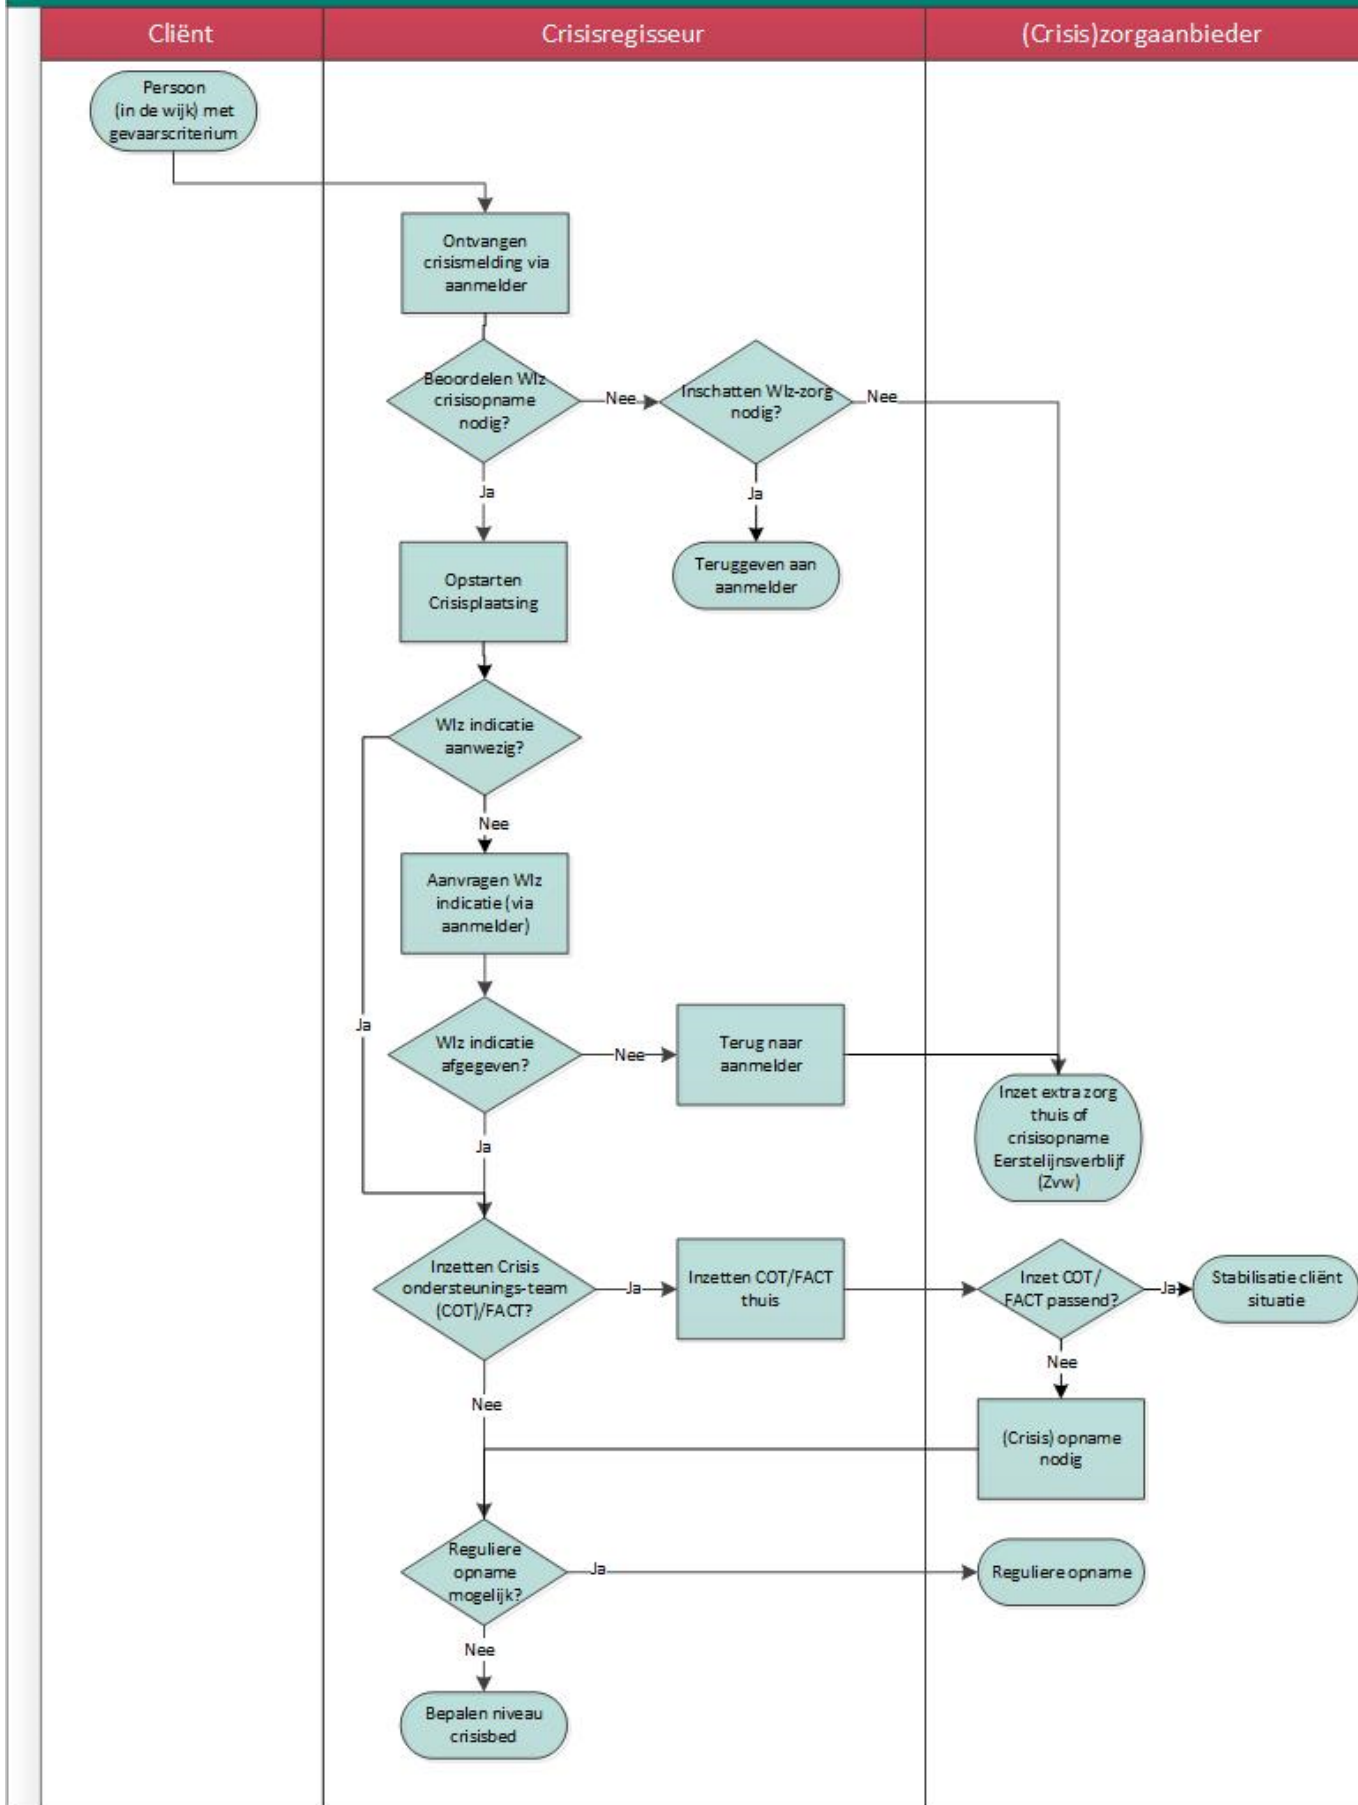 Cliënt
Crisisregisseur
(Crisis)zorgaanbieder
Persoon
(in de wijk) met
gevaarscriterium
Ontvangen
crisismelding via
aanmelder
Beoordelen Wlz
crisisopname
nodig?
Nee
Inschatten Wlz-zorg
nodig?
Nee
Ja
Ja
Opstarten
Crisisplaatsing
Teruggeven aan
aanmelder
Wlz indicatie
aanwezig?
Nee
Aanvragen Wlz
indicatie (via
aanmelder)
Ja
Wlz indicatie
afgegeven?
Nee
Terug naar
aanmelder
Inzet extra zorg
thuis of
crisisopname
Eerstelijnsverblijf
(Zvw)
Ja
Inzetten Crisis
ondersteunings-team
(COT)/FACT?
Ja
Inzetten COT/FACT
thuis
Inzet COT/
FACT passend?
Ja
Stabilisatie cliënt
situatie
Nee
Nee
(Crisis) opname
nodig
Reguliere
opname
mogelijk?
Ja
Reguliere opname
Nee
Bepalen niveau
crisisbed